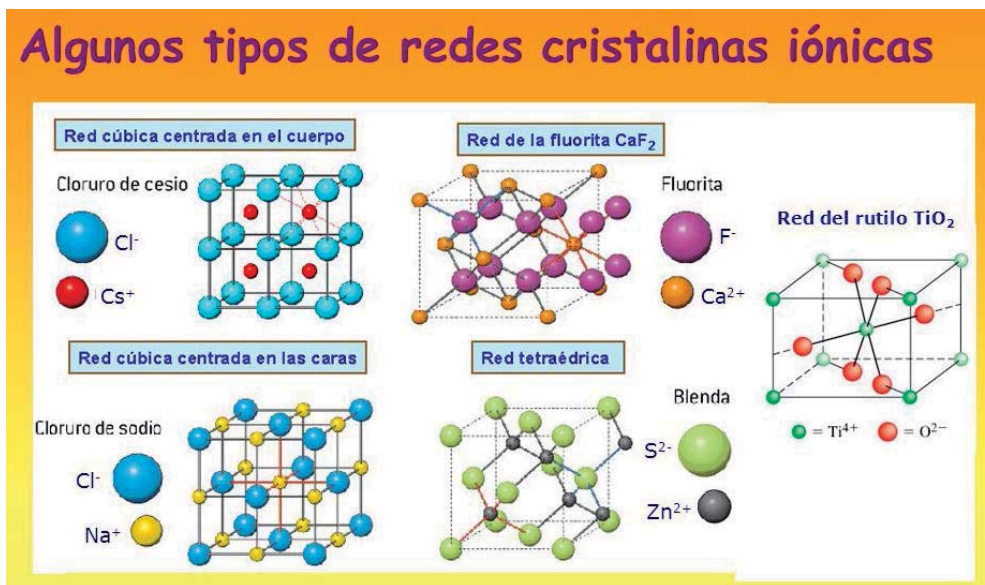 Algunos tipos de redes cristalinas iónicas
Red cúbica centrada en el cuerpo
Cloruro de cesio
Cl⁻
Cs⁺
Red de la fluorita CaF₂
Fluorita
F⁻
Ca²⁺
Red cúbica centrada en las caras
Cloruro de sodio
Cl⁻
Na⁺
Red tetraédrica
Blenda
S²⁻
Zn²⁺
Red del rutilo TiO₂
= Ti⁴⁺ = O²⁻